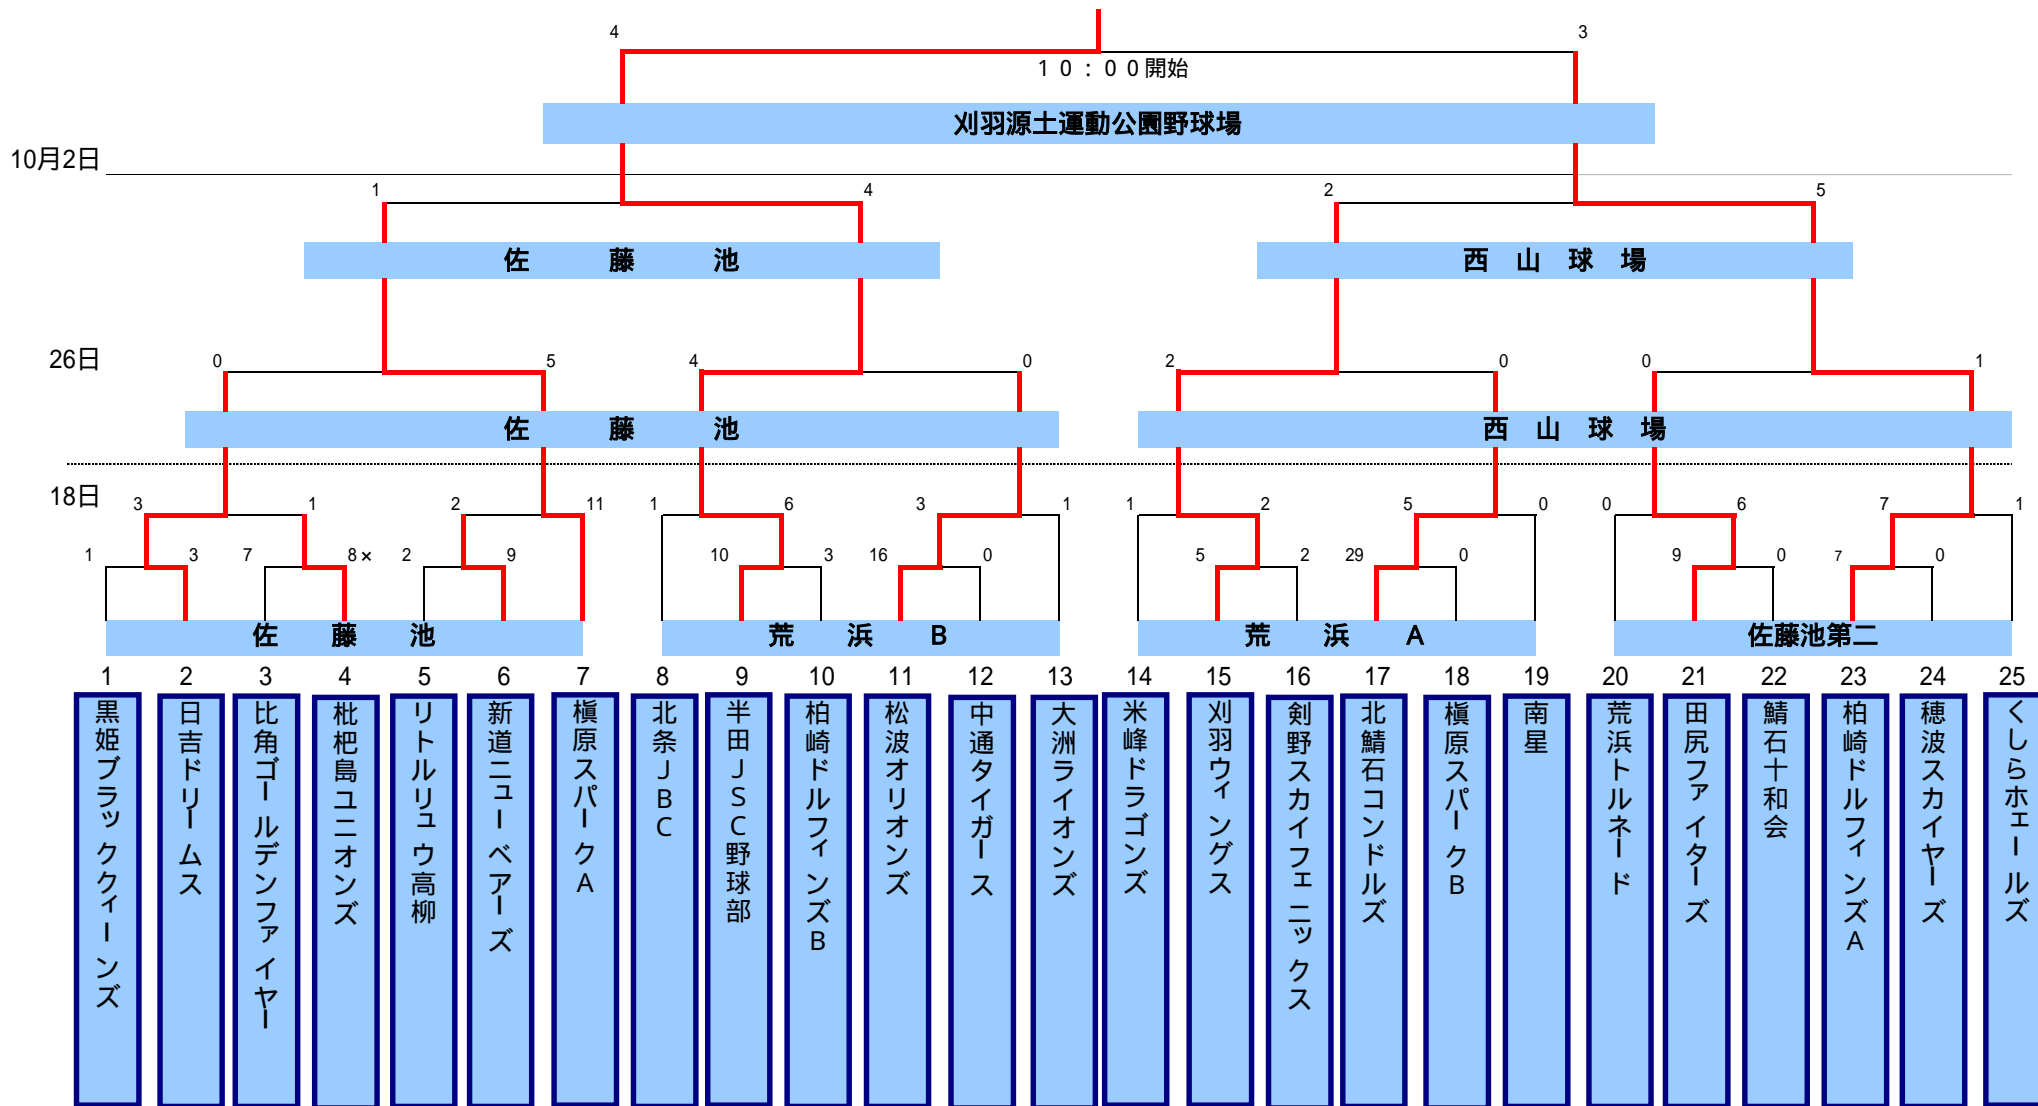 4 3
１０：００開始
刈羽源土運動公園野球場
10月2日
1 4 2 5
佐藤池 西山球場
26日
0 5 4 0 2 0 0 1
佐藤池 西山球場
18日
3 1 2 11 1 6 3 1 1 2 5 0 0 6 7 1
1 3 7 8× 2 9 10 3 16 0 5 2 29 0 9 0 7 0
佐藤池 荒浜B 荒浜A 佐藤池第二
1 2 3 4 5 6 7 8 9 10 11 12 13 14 15 16 17 18 19 20 21 22 23 24 25
黒姫ブラッククィーンズ
日吉ドリームス
比角ゴールデンファイヤー
枇杷島ユニオンズ
リトルリュウ高柳
新道ニューベアーズ
槇原スパークA
北条JBC
半田JSC野球部
柏崎ドルフィンズB
松波オリオンズ
中通タイガース
大洲ライオンズ
米峰ドラゴンズ
刈羽ウィングス
剣野スカイフェニックス
北鯖石コンドルズ
槇原スパークB
南星
荒浜トルネード
田尻ファイターズ
鯖石十和会
柏崎ドルフィンズA
穂波スカイヤーズ
くしらホェールズ